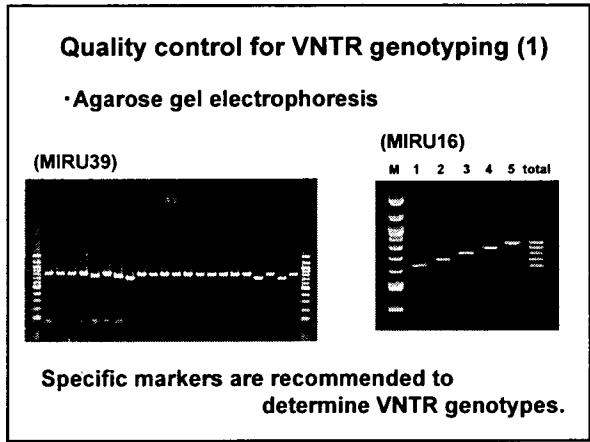 Quality control for VNTR genotyping (1)
・Agarose gel electrophoresis
(MIRU39)
(MIRU16)
M 1 2 3 4 5 total
Specific markers are recommended to
determine VNTR genotypes.